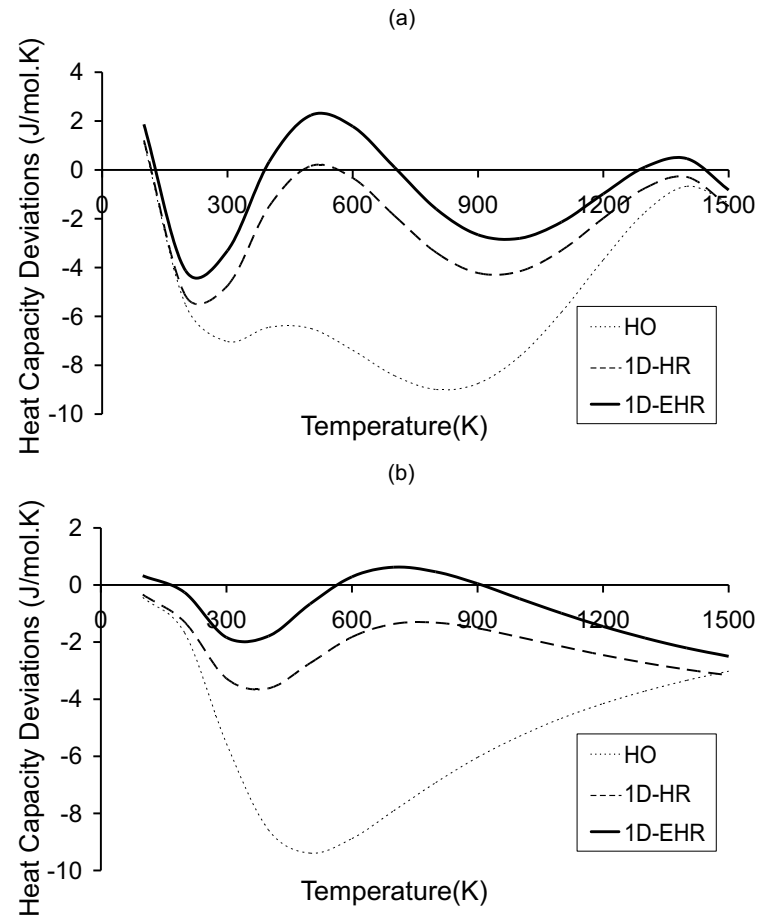 (a)
Heat Capacity Deviations (J/mol.K)
4
2
0
-2
-4
-6
-8
-10
0 300 600 900 1200 1500
HO
1D-HR
1D-EHR
Temperature(K)
(b)
Heat Capacity Deviations (J/mol.K)
2
0
-2
-4
-6
-8
-10
0 300 600 900 1200 1500
HO
1D-HR
1D-EHR
Temperature(K)